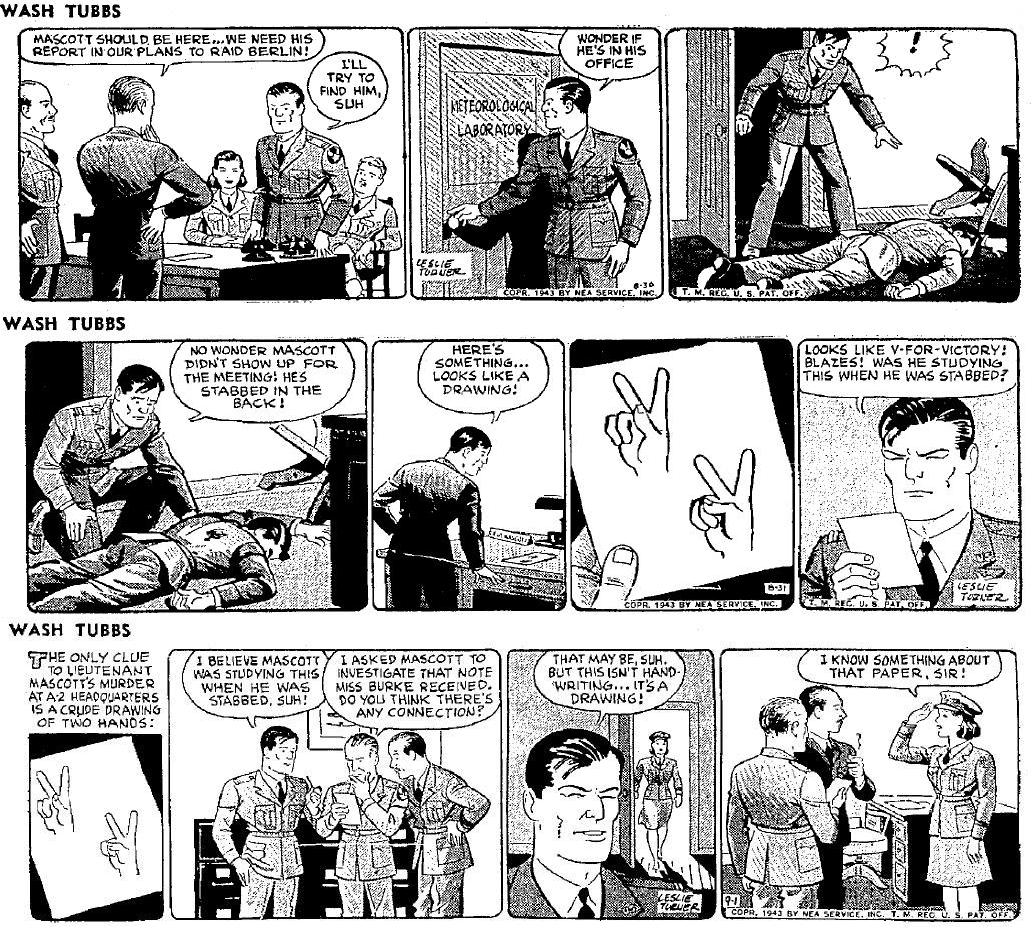 WASH TUBBS
MASCOTT SHOULD BE HERE...WE NEED HIS
REPORT IN OUR PLANS TO RAID BERLIN!
I'LL
TRY TO
FIND HIM,
SUH
WONDER IF
HE'S IN HIS
OFFICE
METEOROLOGICAL
LABORATORY
LESLIE
TURNER
8-30
COPR. 1943 BY NEA SERVICE, INC.
!
T. M. REG. U. S. PAT. OFF.
WASH TUBBS
NO WONDER MASCOTT
DIDN'T SHOW UP FOR
THE MEETING! HE'S
STABBED IN THE
BACK!
HERE'S
SOMETHING...
LOOKS LIKE A
DRAWING!
MASCOTT
8-31
COPR. 1943 BY NEA SERVICE, INC.
LOOKS LIKE V-FOR-VICTORY!
BLAZES! WAS HE STUDYING
THIS WHEN HE WAS STABBED?
LESLIE
TURNER
T. M. REG. U. S. PAT. OFF.
WASH TUBBS
THE ONLY CLUE
TO LIEUTENANT
MASCOTT'S MURDER
AT A-2 HEADQUARTERS
IS A CRUDE DRAWING
OF TWO HANDS:
I BELIEVE MASCOTT
WAS STUDYING THIS
WHEN HE WAS
STABBED, SUH!
I ASKED MASCOTT TO
INVESTIGATE THAT NOTE
MISS BURKE RECEIVED.
DO YOU THINK THERE'S
ANY CONNECTION?
THAT MAY BE, SUH.
BUT THIS ISN'T HAND-
WRITING... IT'S A
DRAWING!
LESLIE
TURNER
I KNOW SOMETHING ABOUT
THAT PAPER, SIR!
9-1
COPR. 1943 BY NEA SERVICE, INC. T. M. REG. U. S. PAT. OFF.